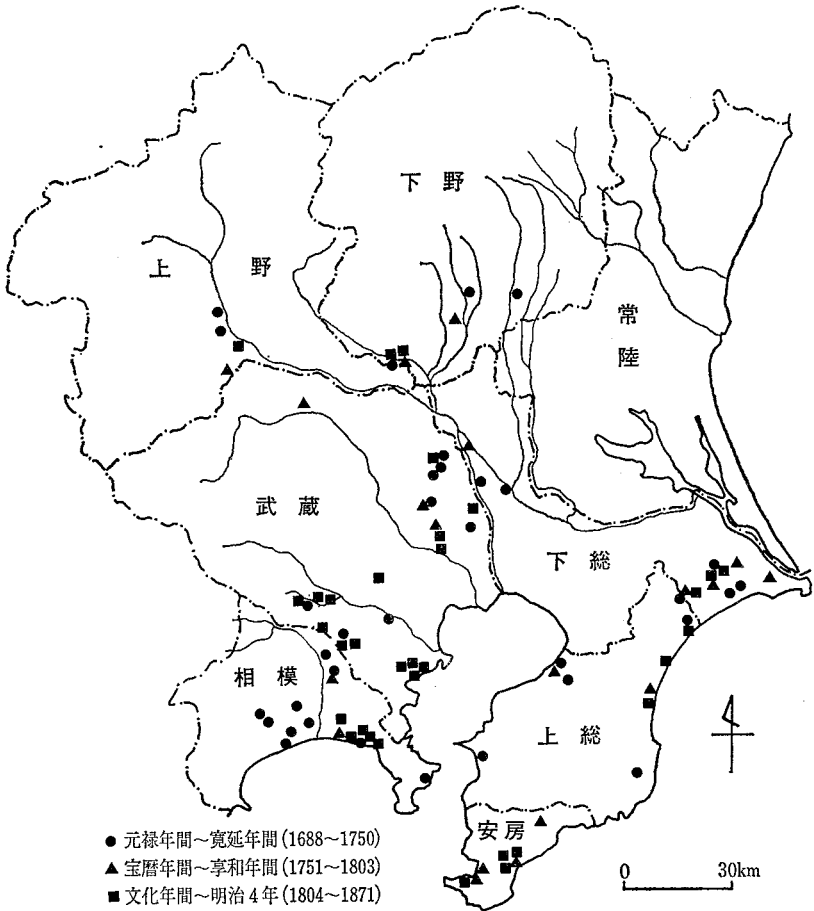 下野
上野
常陸
武蔵
下総
相模
上総
安房
● 元禄年間～寛延年間(1688～1750)
▲ 宝暦年間～享和年間(1751～1803)
■ 文化年間～明治4年(1804～1871)
0 30km